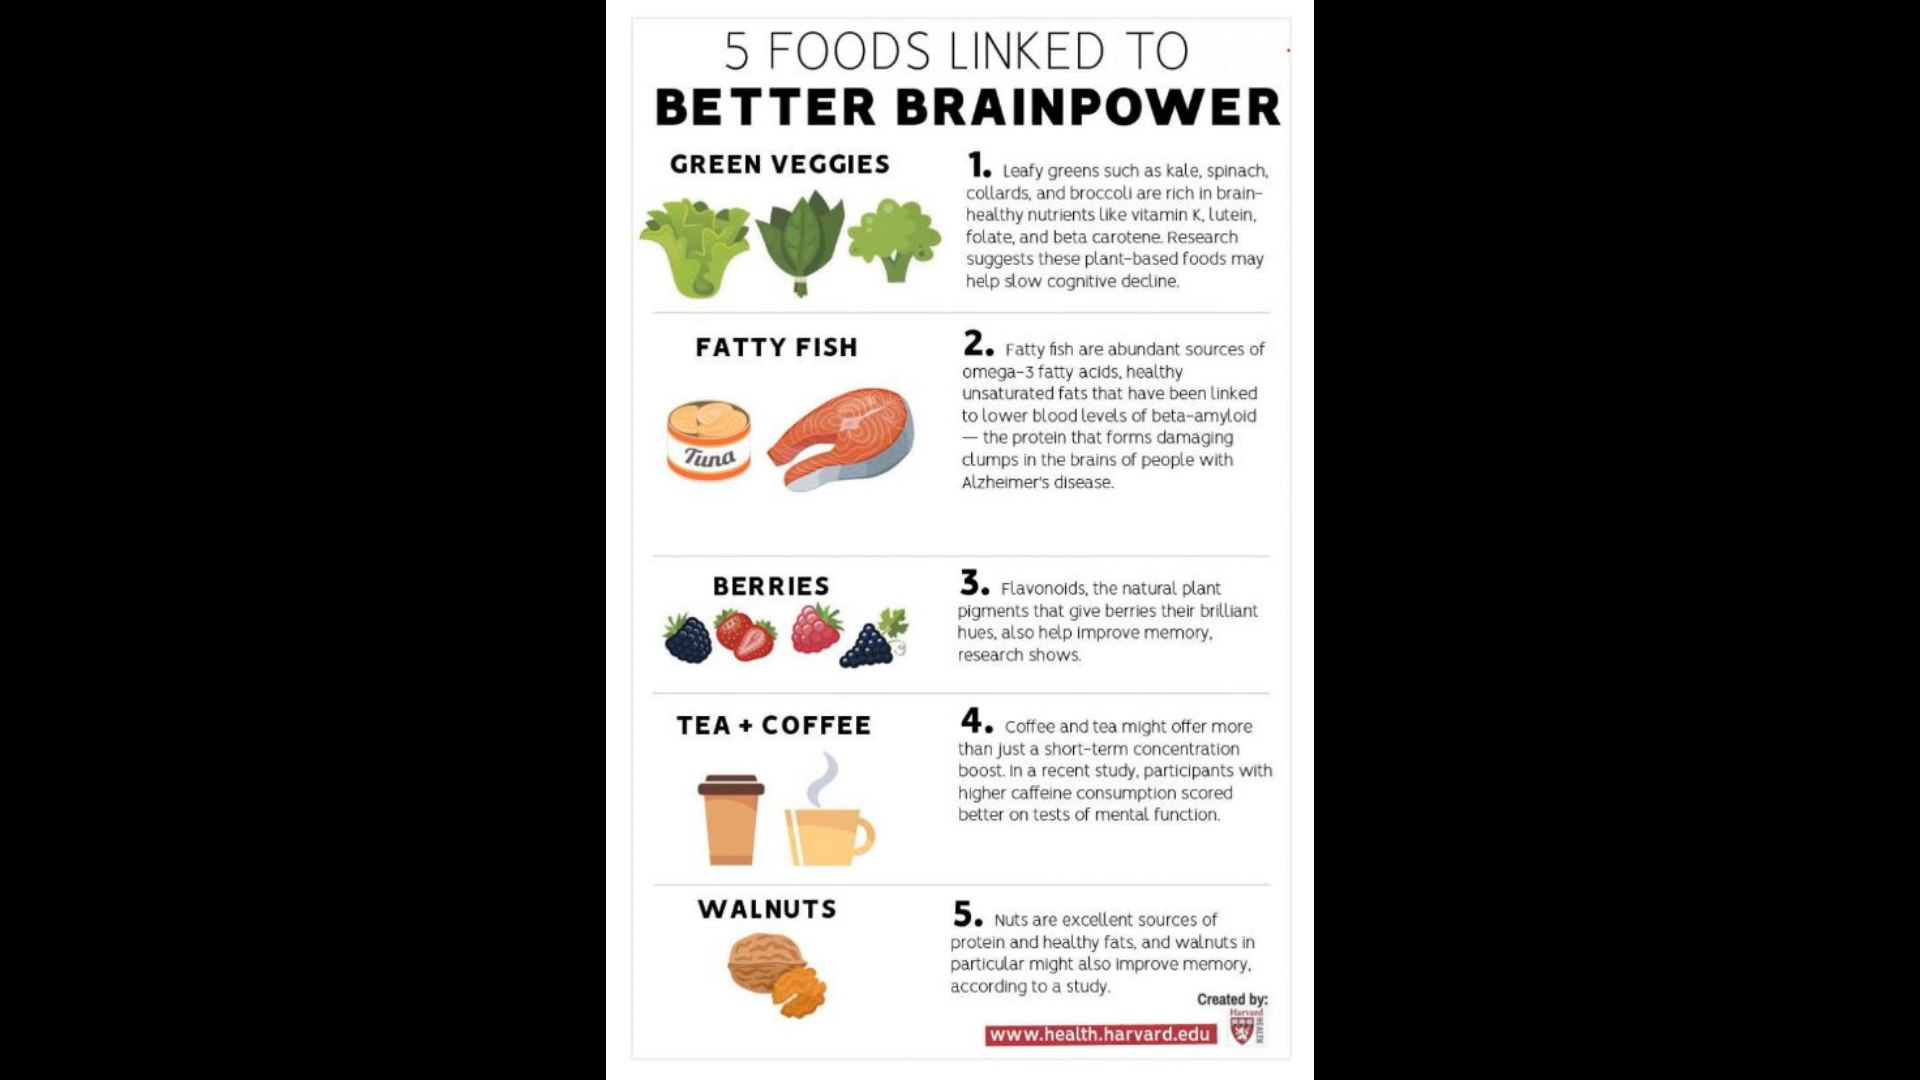 5 FOODS LINKED TO
BETTER BRAINPOWER
GREEN VEGGIES
1. Leafy greens such as kale, spinach,
collards, and broccoli are rich in brain-
healthy nutrients like vitamin K, lutein,
folate, and beta carotene. Research
suggests these plant-based foods may
help slow cognitive decline.
FATTY FISH
Tuna
2. Fatty fish are abundant sources of
omega-3 fatty acids, healthy
unsaturated fats that have been linked
to lower blood levels of beta-amyloid
— the protein that forms damaging
clumps in the brains of people with
Alzheimer's disease.
BERRIES
3. Flavonoids, the natural plant
pigments that give berries their brilliant
hues, also help improve memory,
research shows.
TEA + COFFEE
4. Coffee and tea might offer more
than just a short-term concentration
boost. In a recent study, participants with
higher caffeine consumption scored
better on tests of mental function.
WALNUTS
5. Nuts are excellent sources of
protein and healthy fats, and walnuts in
particular might also improve memory,
according to a study.
Created by:
Harvard
HEALTH
www.health.harvard.edu